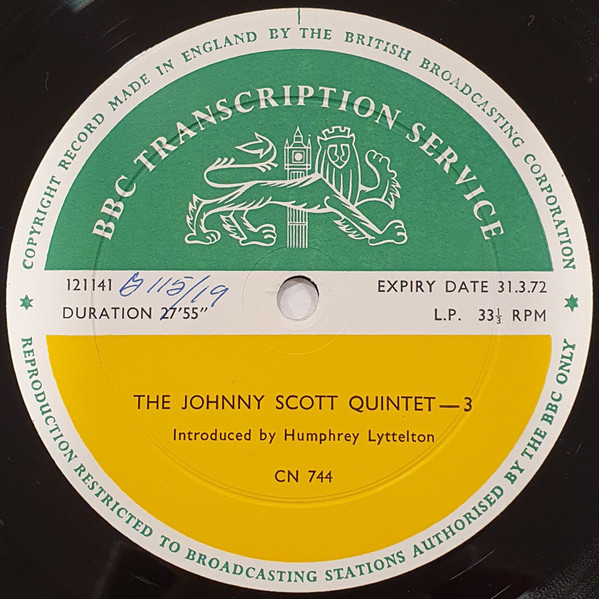 COPYRIGHT RECORD MADE IN ENGLAND BY THE BRITISH BROADCASTING CORPORATION
BBC TRANSCRIPTION SERVICE
121141 G 115/19
EXPIRY DATE 31.3.72
DURATION 27′55″
L.P. 33⅓ RPM
THE JOHNNY SCOTT QUINTET—3
Introduced by Humphrey Lyttelton
CN 744
REPRODUCTION RESTRICTED TO BROADCASTING STATIONS AUTHORISED BY THE BBC ONLY